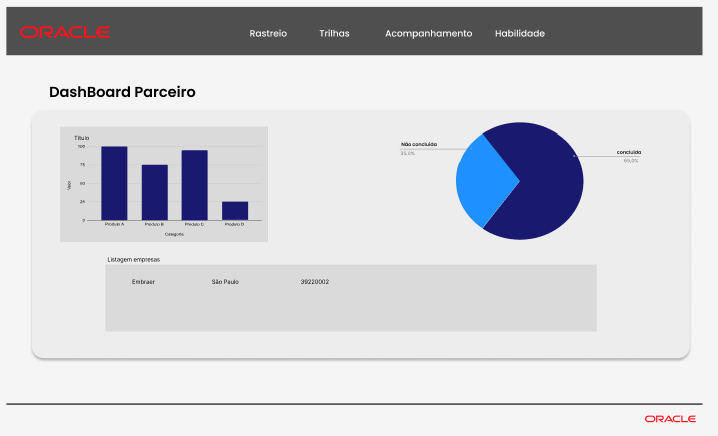 ORACLE
Rastreio
Trilhas
Acompanhamento
Habilidade
DashBoard Parceiro
Título
100
75
50
25
0
Valor
Produto A
Produto B
Produto C
Produto D
Categoria
Não concluída
35,0%
concluída
65,0%
Listagem empresas
Embraer São Paulo 39220002
ORACLE